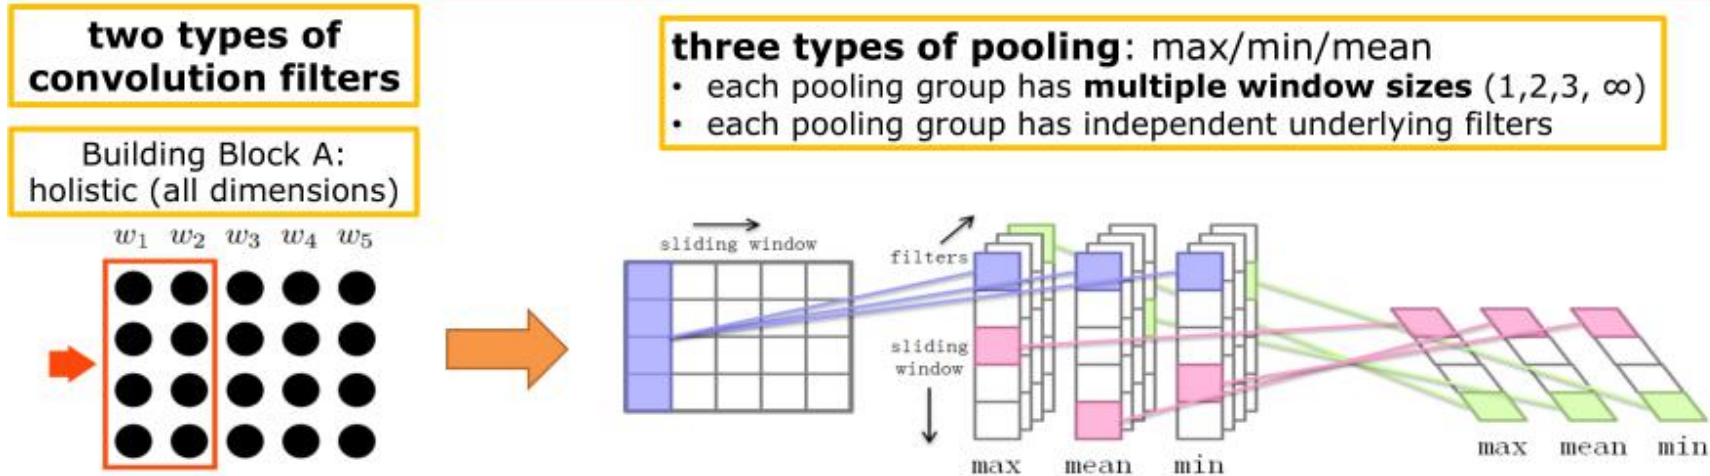 two types of
convolution filters
Building Block A:
holistic (all dimensions)
w₁ w₂ w₃ w₄ w₅
three types of pooling: max/min/mean
• each pooling group has multiple window sizes (1,2,3, ∞)
• each pooling group has independent underlying filters
sliding window
filters
sliding
window
max mean min
max mean min